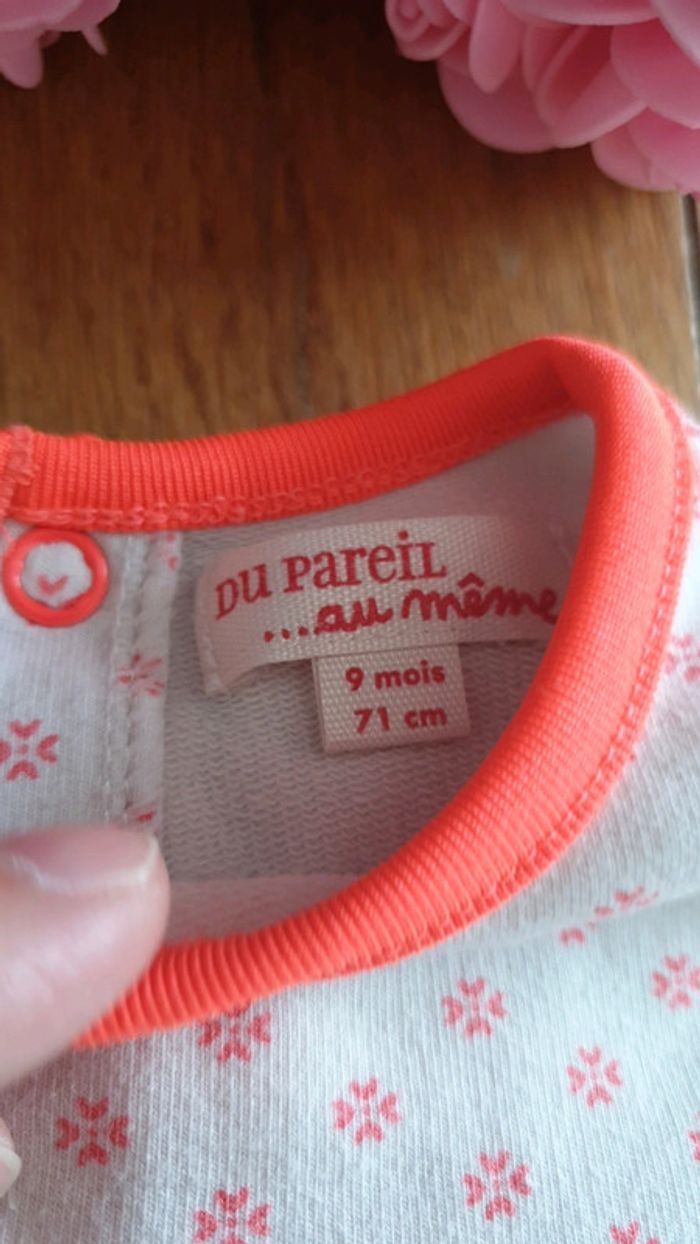 DU PAREIL
...au même
9 mois
71 cm